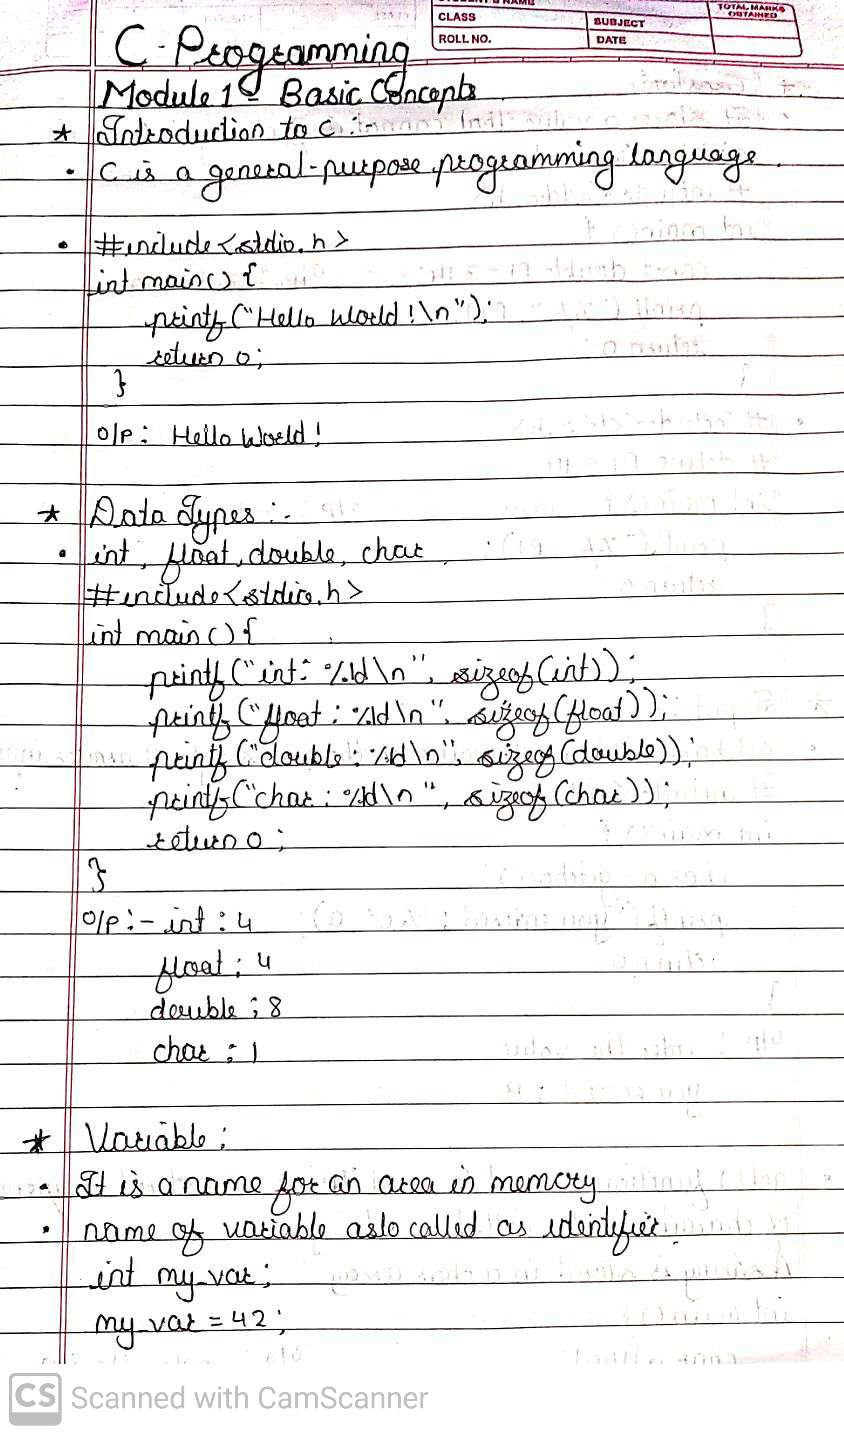 STUDENT'S NAME
CLASS
SUBJECT
TOTAL MARKS OBTAINED
ROLL NO.
DATE
C - Programming
Module 1 - Basic Concepts
* Introduction to C :-
• C is a general-purpose programming language.
• #include <stdio.h>
int main() {
printf ("Hello World !\n");
return 0;
}
O/P : Hello World !
* Data Types :-
• int, float, double, char.
#include <stdio.h>
int main () {
printf ("int : %ld\n", sizeof (int));
printf ("float : %ld\n", sizeof (float));
printf ("double : %ld\n", sizeof (double));
printf ("char : %ld\n", sizeof (char));
return 0;
}
O/P :- int : 4
float : 4
double : 8
char : 1
* Variable :
• It is a name for an area in memory
• name of variable aslo called as identifier.
int my_var;
my_var = 42;
CS Scanned with CamScanner